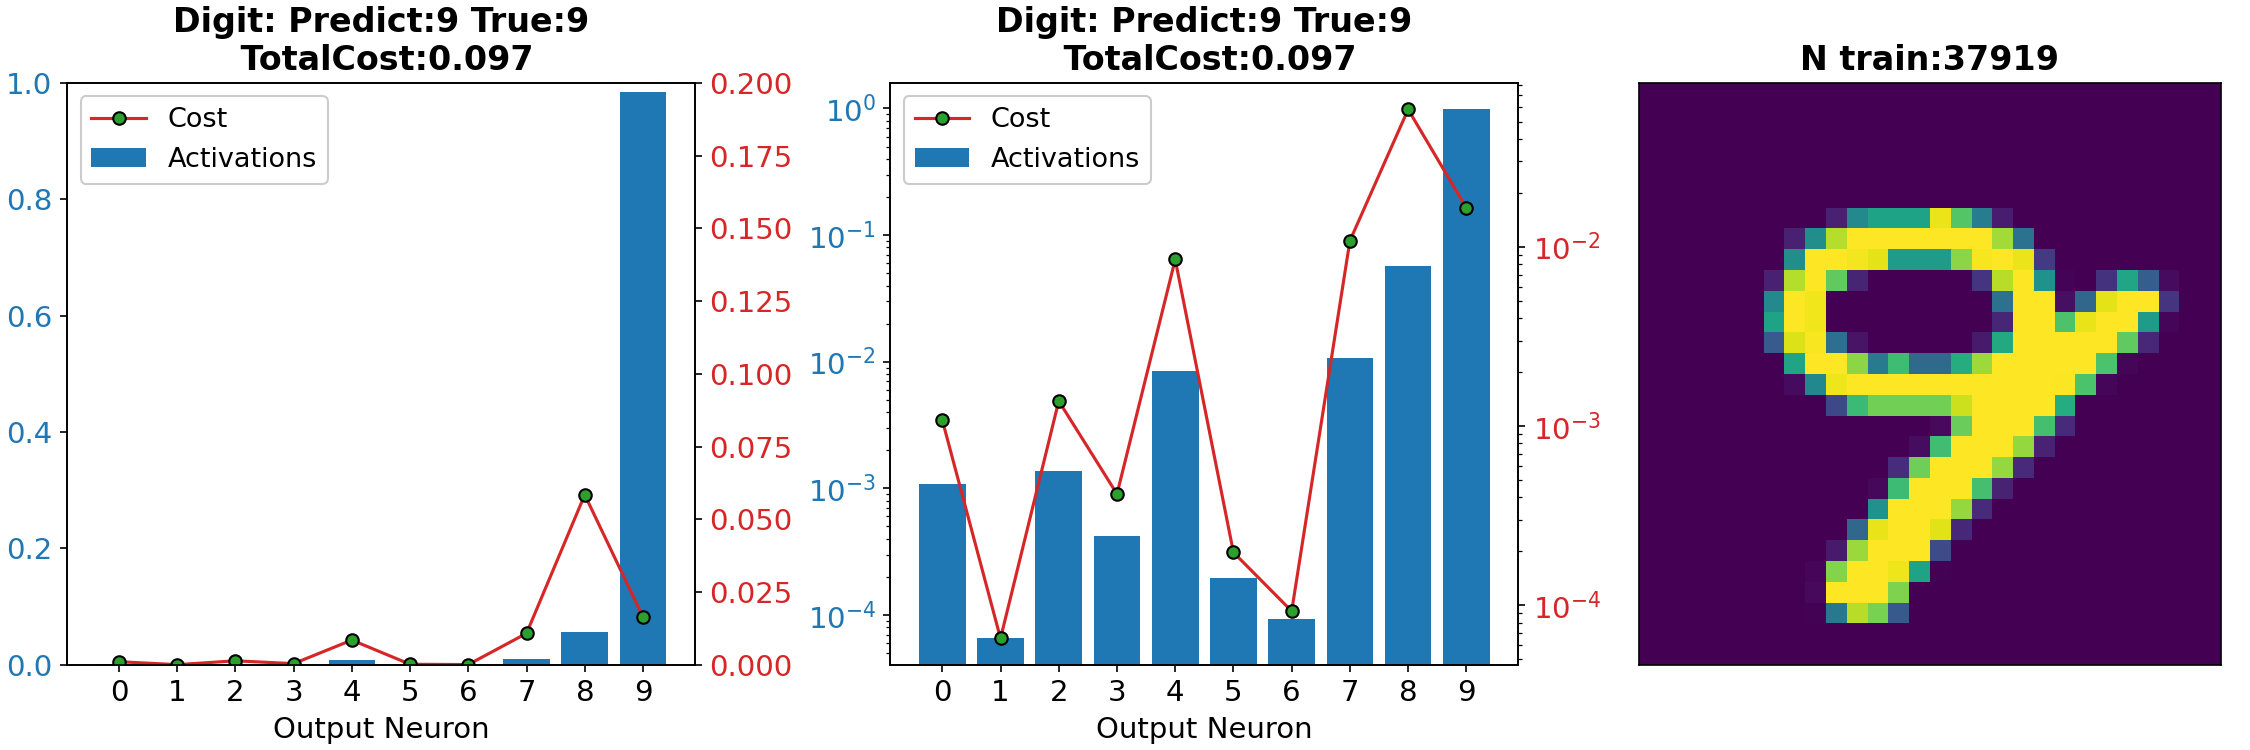 Digit: Predict:9 True:9
TotalCost:0.097
1.0
0.8
0.6
0.4
0.2
0.0
Cost
Activations
0.200
0.175
0.150
0.125
0.100
0.075
0.050
0.025
0.000
0 1 2 3 4 5 6 7 8 9
Output Neuron
Digit: Predict:9 True:9
TotalCost:0.097
10⁰
10⁻¹
10⁻²
10⁻³
10⁻⁴
Cost
Activations
10⁻²
10⁻³
10⁻⁴
0 1 2 3 4 5 6 7 8 9
Output Neuron
N train:37919
9